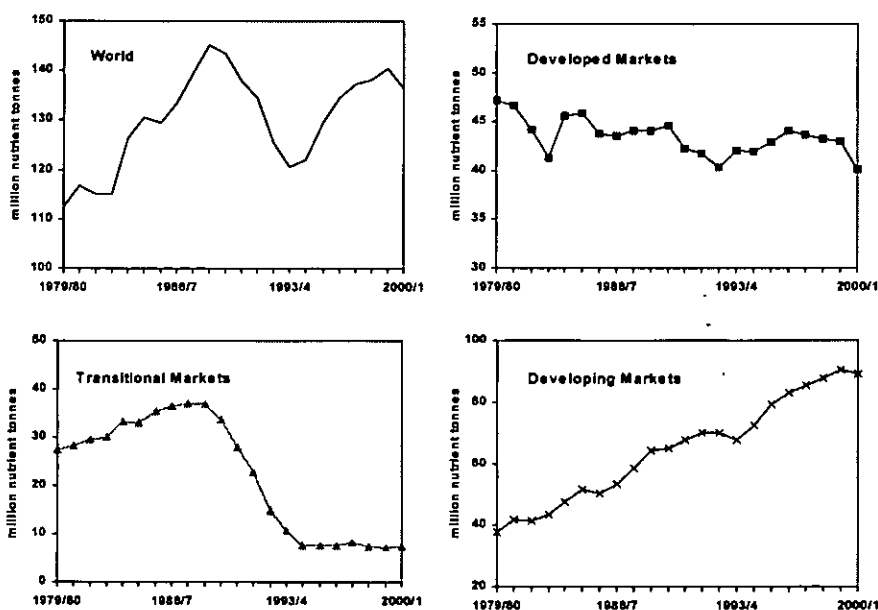 World
million nutrient tonnes
150
140
130
120
110
100
1979/80 1986/7 1993/4 2000/1
Developed Markets
million nutrient tonnes
55
50
45
40
35
30
1979/80 1986/7 1993/4 2000/1
Transitional Markets
million nutrient tonnes
50
40
30
20
10
0
1979/80 1986/7 1993/4 2000/1
Developing Markets
million nutrient tonnes
100
80
60
40
20
1979/80 1986/7 1993/4 2000/1